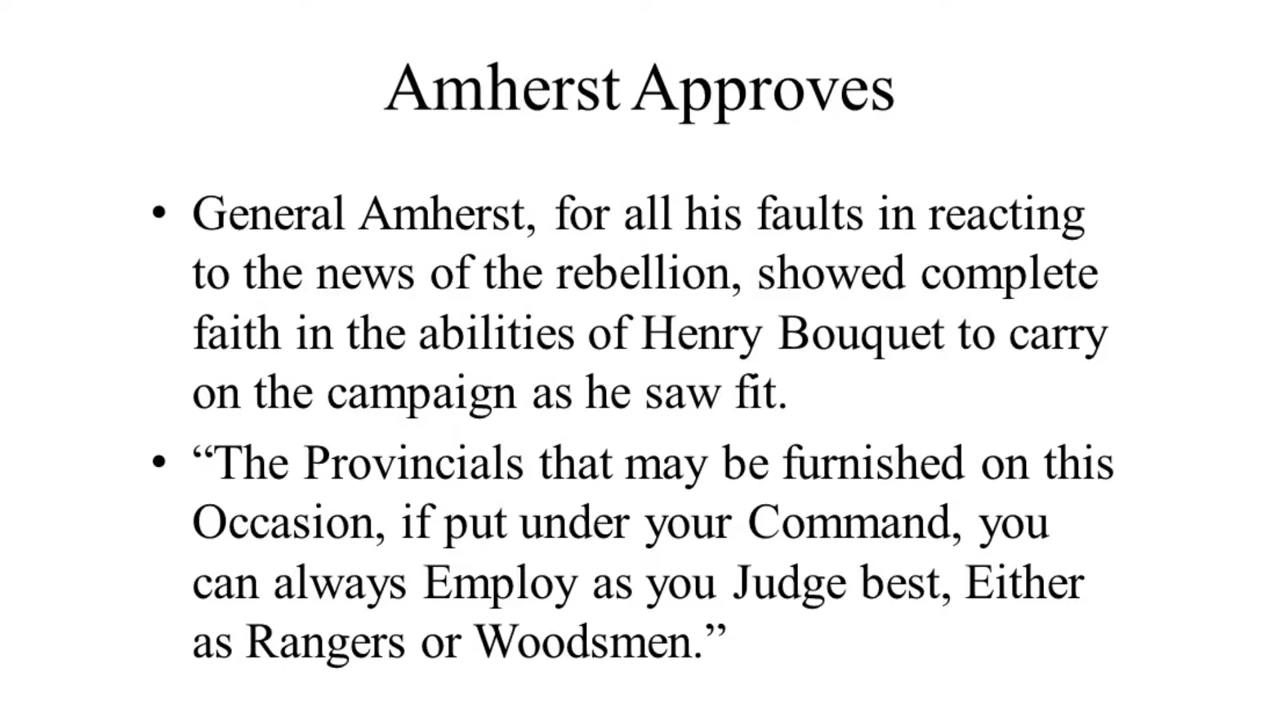 Amherst Approves
• General Amherst, for all his faults in reacting
to the news of the rebellion, showed complete
faith in the abilities of Henry Bouquet to carry
on the campaign as he saw fit.
• “The Provincials that may be furnished on this
Occasion, if put under your Command, you
can always Employ as you Judge best, Either
as Rangers or Woodsmen.”